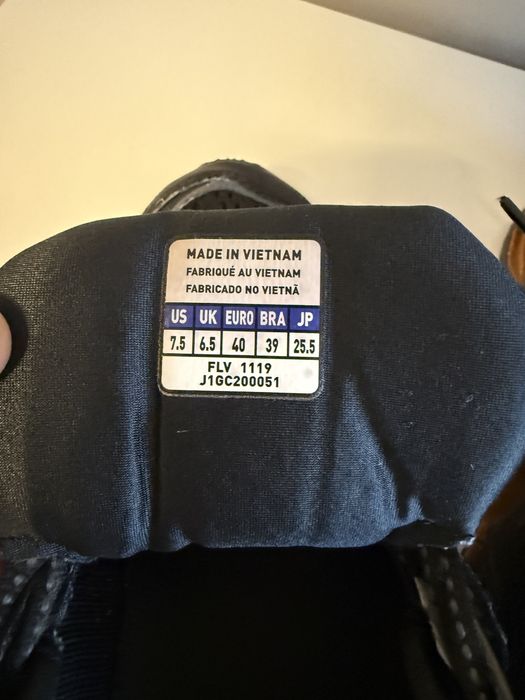 MADE IN VIETNAM
FABRIQUÉ AU VIETNAM
FABRICADO NO VIETNÃ
US UK EURO BRA JP
7.5 6.5 40 39 25.5
FLV 1119
J1GC200051